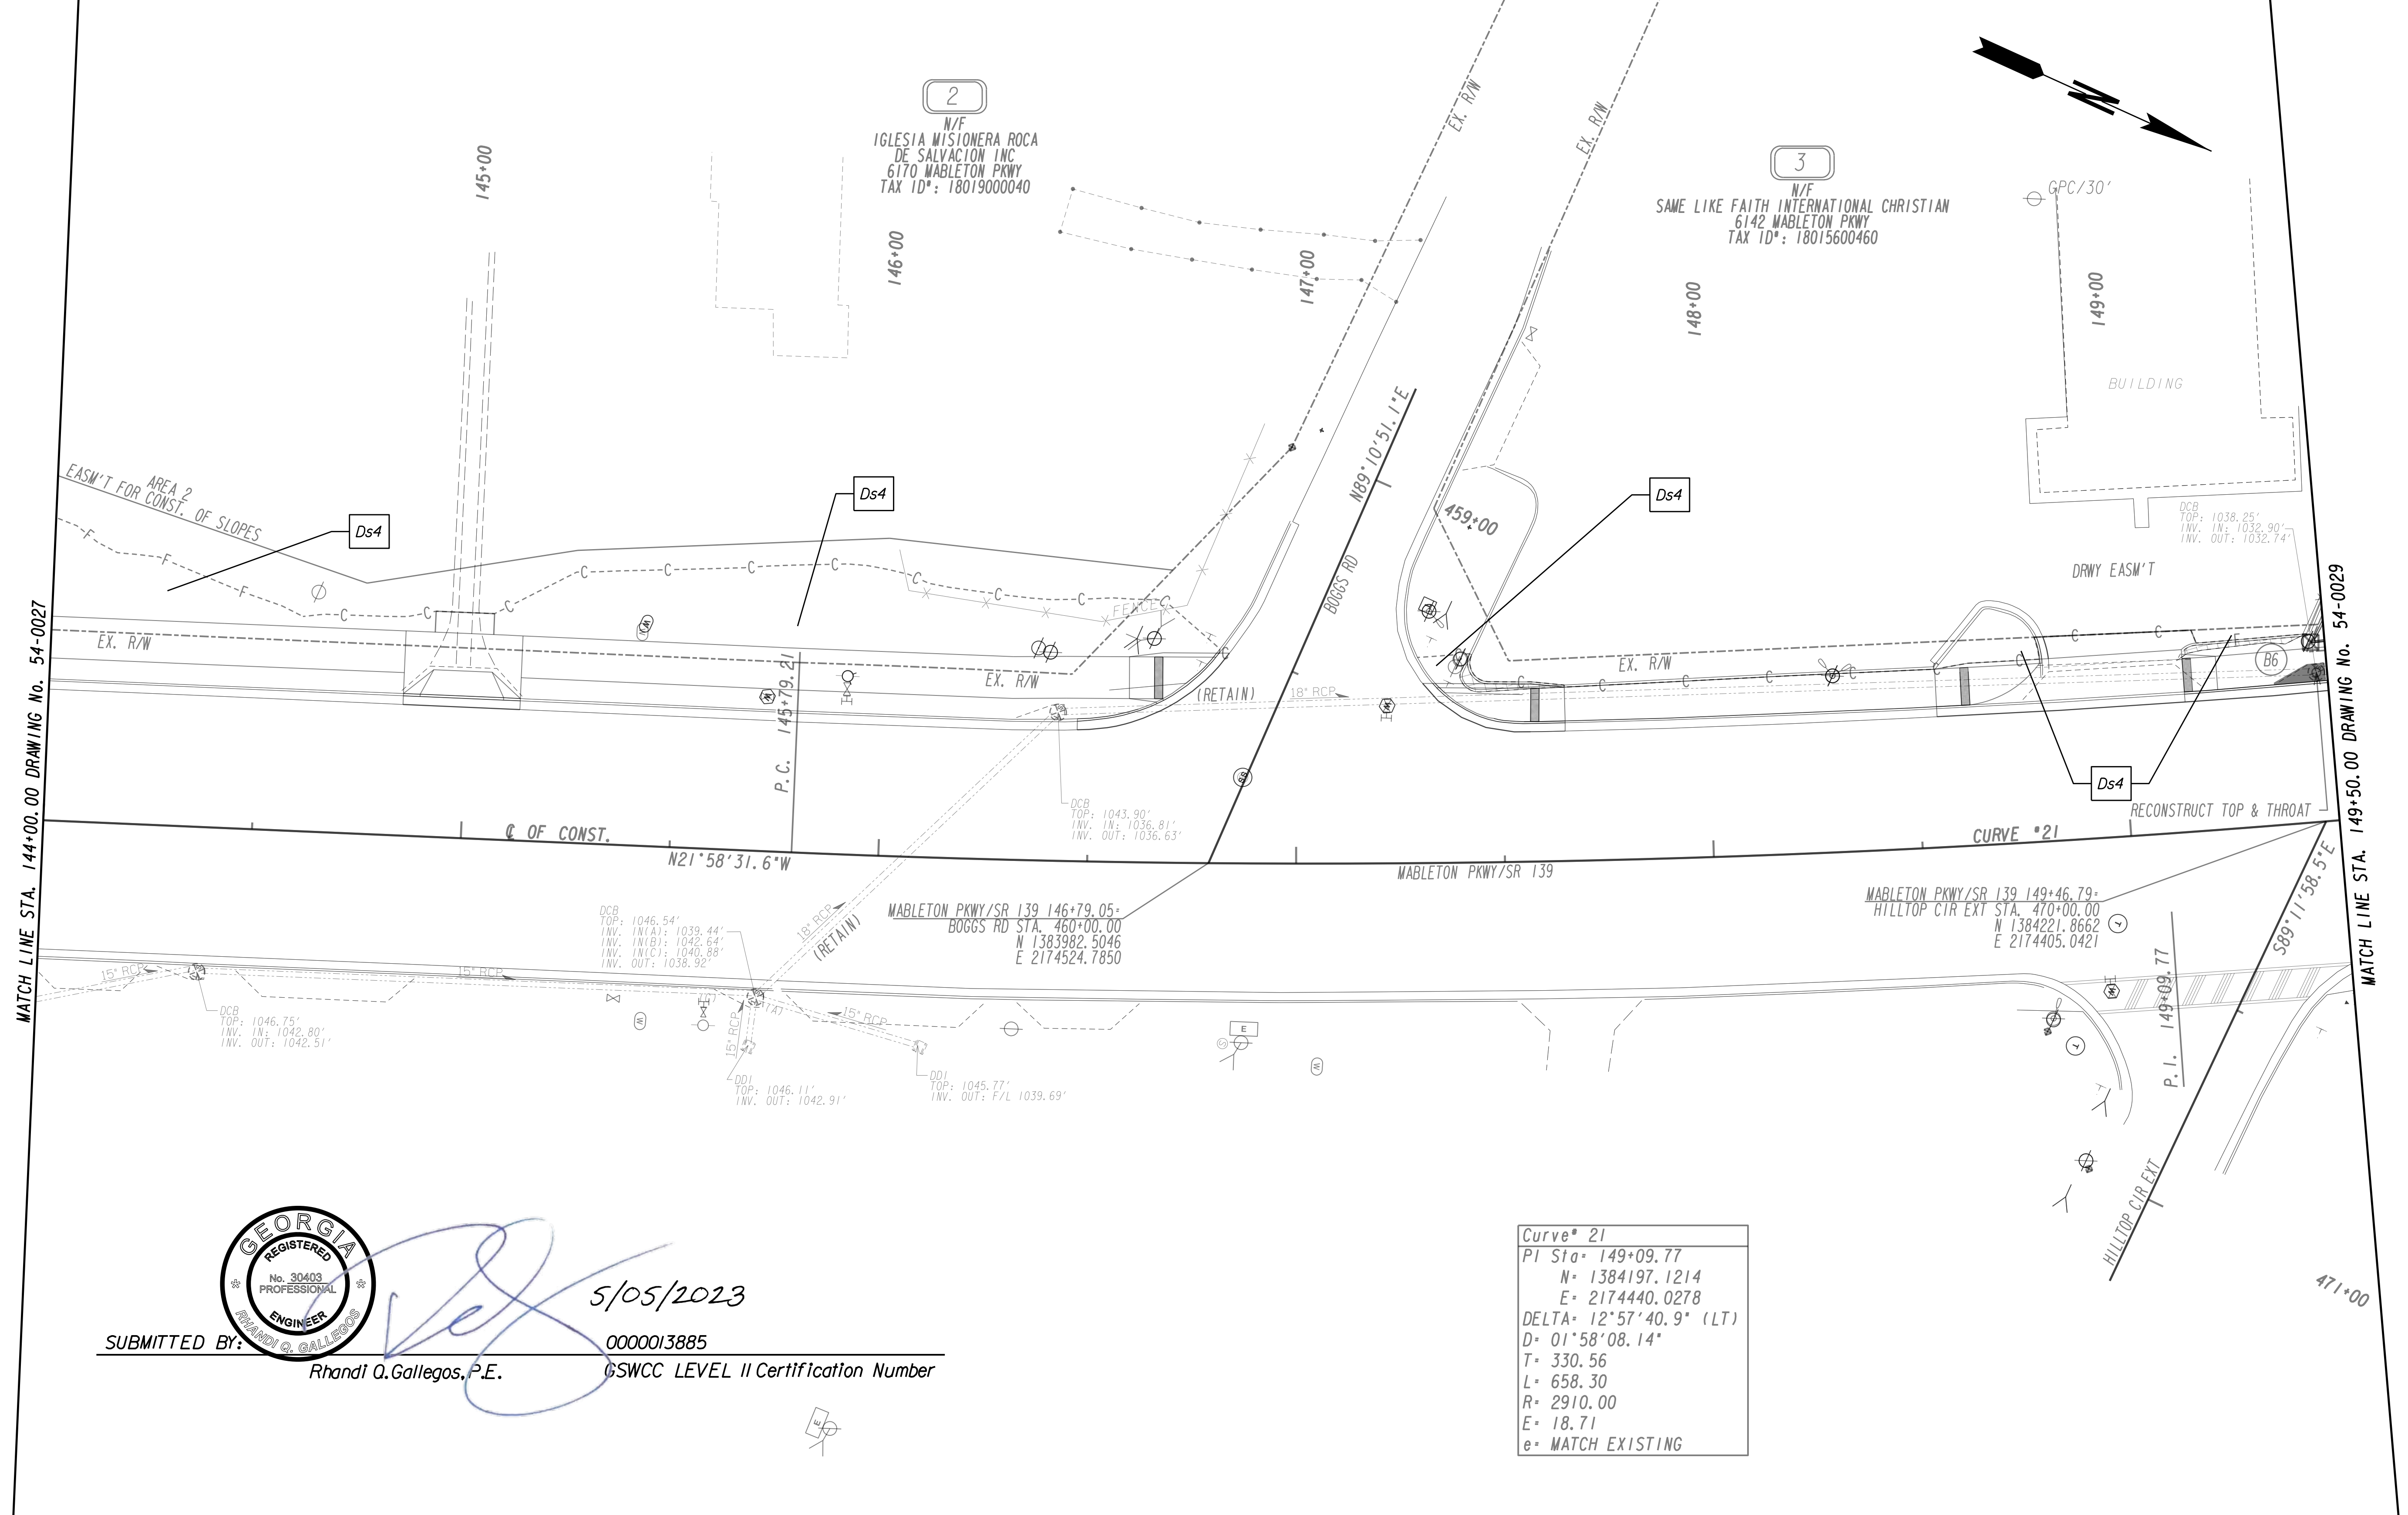 2
N/F
IGLESIA MISIONERA ROCA
DE SALVACION INC
6170 MABLETON PKWY
TAX ID#: 18019000040
3
N/F
SAME LIKE FAITH INTERNATIONAL CHRISTIAN
6142 MABLETON PKWY
TAX ID#: 18015600460
N
GPC/30'
EX. R/W
EX. R/W
145+00
146+00
147+00
148+00
149+00
BUILDING
N89°10'51.1"E
BOGGS RD
459+00
AREA 2
EASM'T FOR CONST. OF SLOPES
Ds4
Ds4
Ds4
DCB
TOP: 1038.25'
INV. IN: 1032.90'
INV. OUT: 1032.74'
DRWY EASM'T
F
F
F
C
C
C
C
C
C
C
C
C
C
C
FENCE
EX. R/W
EX. R/W
EX. R/W
C
C
C
C
C
C
C
C
C
F
B6
MATCH LINE STA. 144+00.00 DRAWING No. 54-0027
MATCH LINE STA. 149+50.00 DRAWING No. 54-0029
P.C. 145+79.21
(RETAIN)
18" RCP
SS
Ds4
RECONSTRUCT TOP & THROAT
DCB
TOP: 1043.90'
INV. IN: 1036.81'
INV. OUT: 1036.63'
℄ OF CONST.
N21°58'31.6"W
MABLETON PKWY/SR 139
CURVE #21
S89°11'58.5"E
MABLETON PKWY/SR 139 146+79.05=
BOGGS RD STA. 460+00.00
N 1383982.5046
E 2174524.7850
MABLETON PKWY/SR 139 149+46.79=
HILLTOP CIR EXT STA. 470+00.00
N 1384221.8662
E 2174405.0421
DCB
TOP: 1046.54'
INV. IN(A): 1039.44'
INV. IN(B): 1042.64'
INV. IN(C): 1040.88'
INV. OUT: 1038.92'
18" RCP
(RETAIN)
15" RCP
15" RCP
15" RCP
15" RCP
(A)
DCB
TOP: 1046.75'
INV. IN: 1042.80'
INV. OUT: 1042.51'
DDI
TOP: 1046.11'
INV. OUT: 1042.91'
DDI
TOP: 1045.77'
INV. OUT: F/L 1039.69'
W
S
E
W
T
T
P.I. 149+09.77
HILLTOP CIR EXT
471+00
GEORGIA
REGISTERED
No. 30403
PROFESSIONAL
ENGINEER
RHANDI Q. GALLEGOS
5/05/2023
SUBMITTED BY:
0000013885
Rhandi Q.Gallegos,P.E.
GSWCC LEVEL II Certification Number
E
Curve# 21
PI Sta= 149+09.77
N= 1384197.1214
E= 2174440.0278
DELTA= 12°57'40.9" (LT)
D= 01°58'08.14"
T= 330.56
L= 658.30
R= 2910.00
E= 18.71
e= MATCH EXISTING